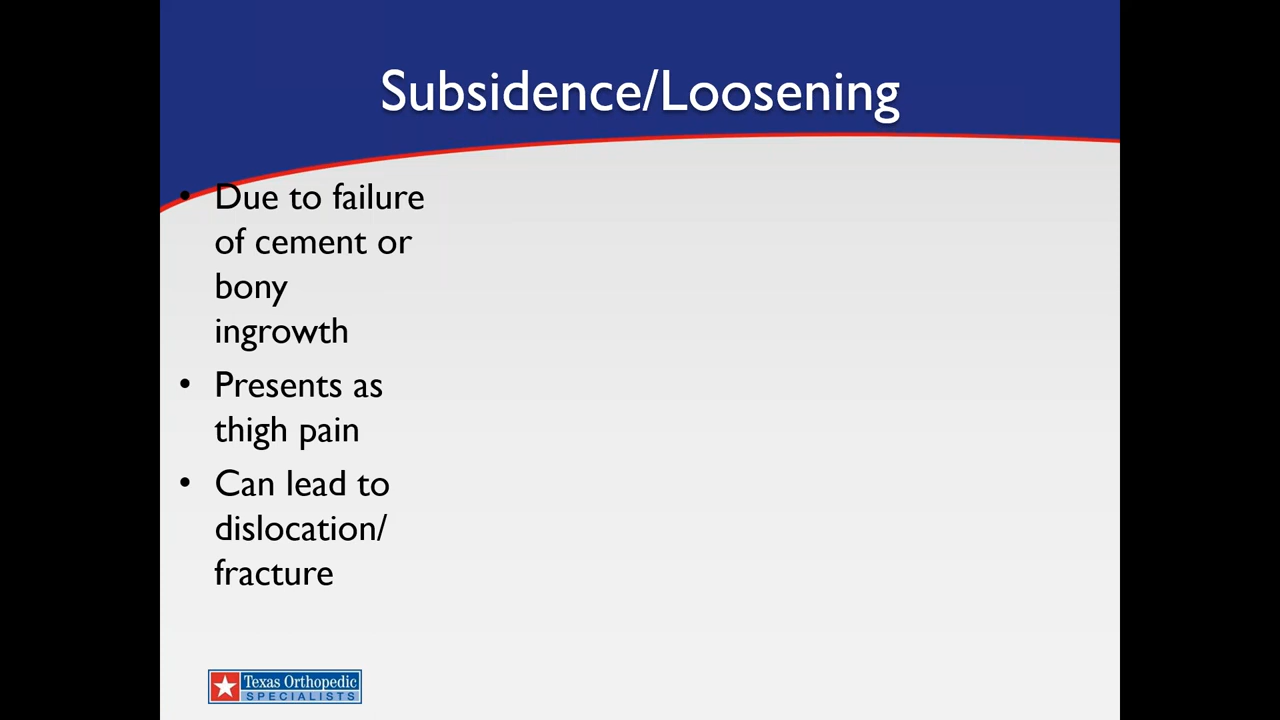 Subsidence/Loosening
• Due to failure
of cement or
bony
ingrowth
• Presents as
thigh pain
• Can lead to
dislocation/
fracture
Texas Orthopedic
SPECIALISTS